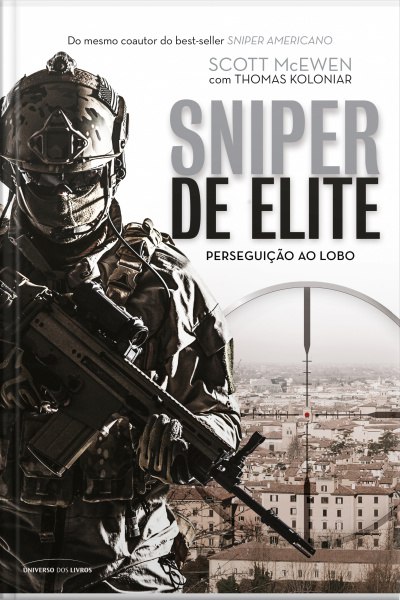 Do mesmo coautor do best-seller SNIPER AMERICANO
SCOTT McEWEN
com THOMAS KOLONIAR
SNIPER
DE ELITE
PERSEGUIÇÃO AO LOBO
UNIVERSO DOS LIVROS